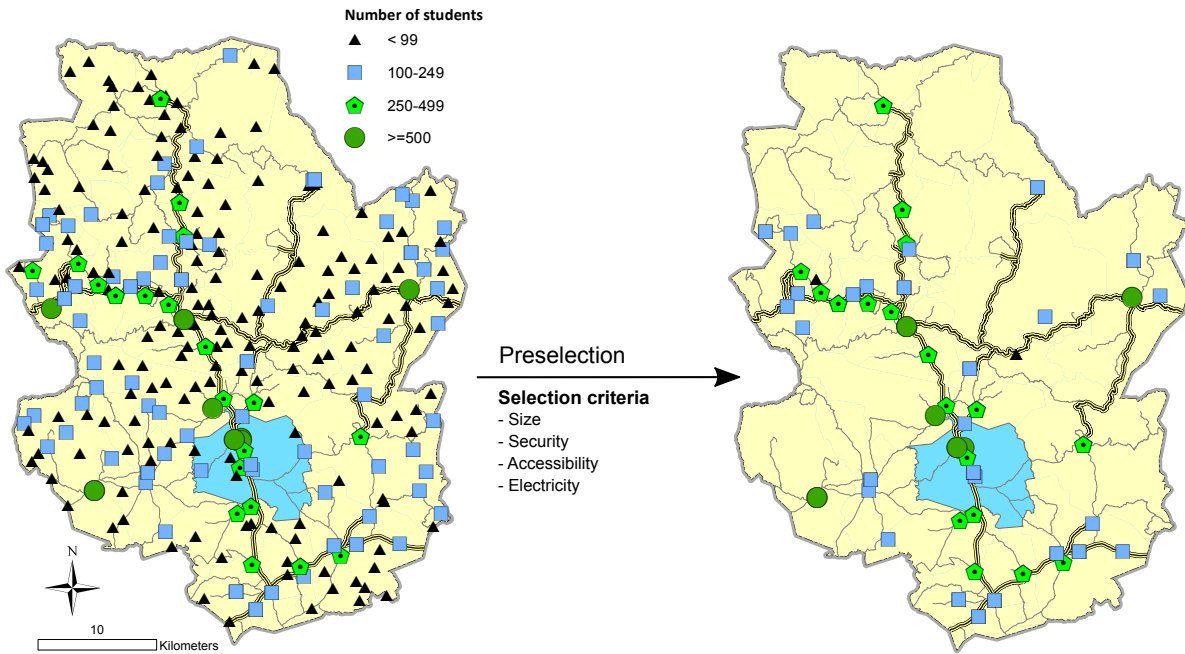 Number of students
< 99
100-249
250-499
>=500
Preselection
Selection criteria
- Size
- Security
- Accessibility
- Electricity
N
10
Kilometers